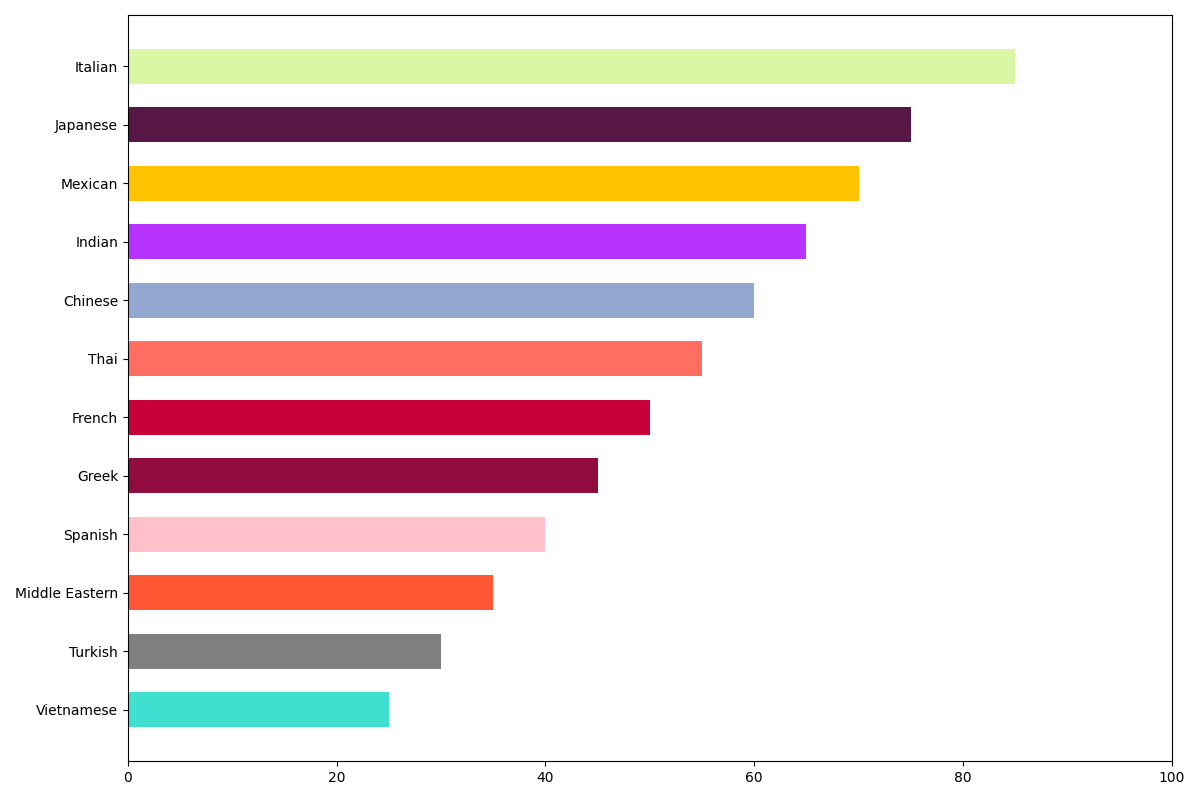 Italian
Japanese
Mexican
Indian
Chinese
Thai
French
Greek
Spanish
Middle Eastern
Turkish
Vietnamese
0 20 40 60 80 100